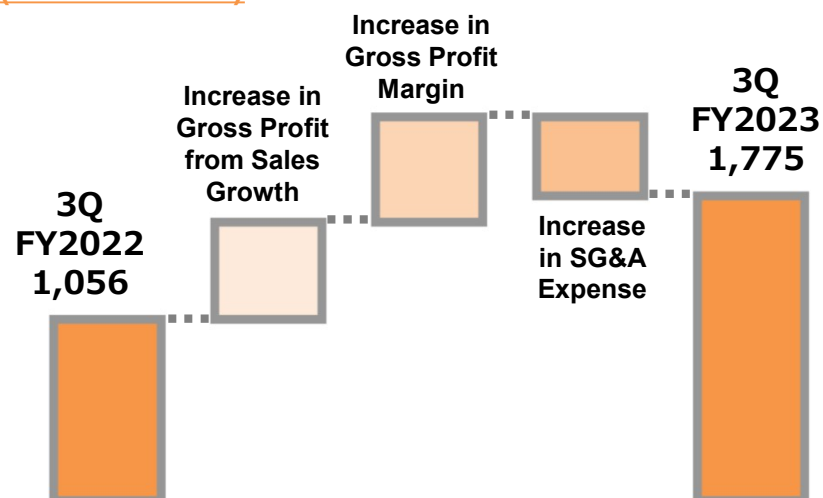 3Q
FY2022
1,056
Increase in
Gross Profit
from Sales
Growth
Increase in
Gross Profit
Margin
Increase
in SG&A
Expense
3Q
FY2023
1,775